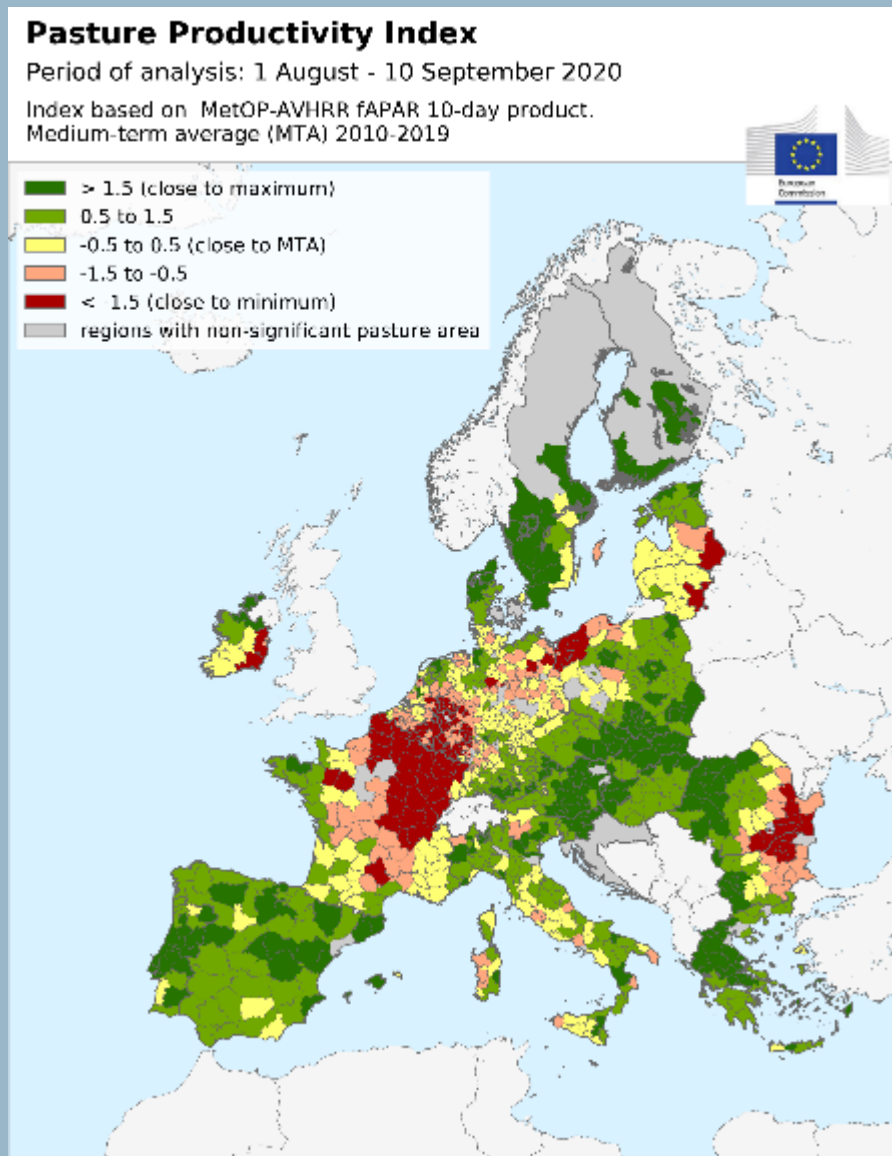 Pasture Productivity Index
Period of analysis: 1 August - 10 September 2020
Index based on MetOP-AVHRR fAPAR 10-day product.
Medium-term average (MTA) 2010-2019
European
Commission
> 1.5 (close to maximum)
0.5 to 1.5
-0.5 to 0.5 (close to MTA)
-1.5 to -0.5
< 1.5 (close to minimum)
regions with non-significant pasture area